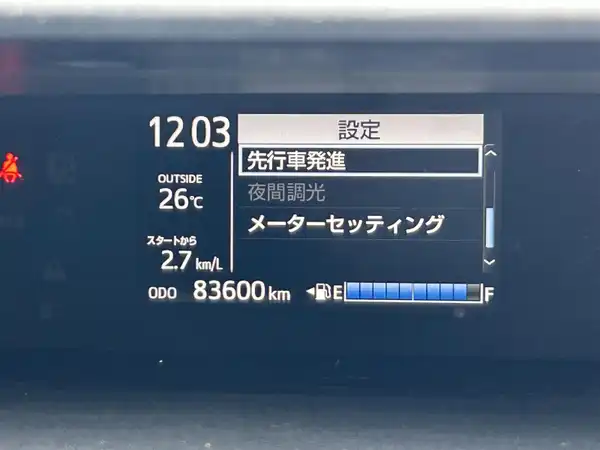 12 03
設定
先行車発進
OUTSIDE
26℃
夜間調光
メーターセッティング
スタートから
2.7 km/L
ODO 83600 km
E F